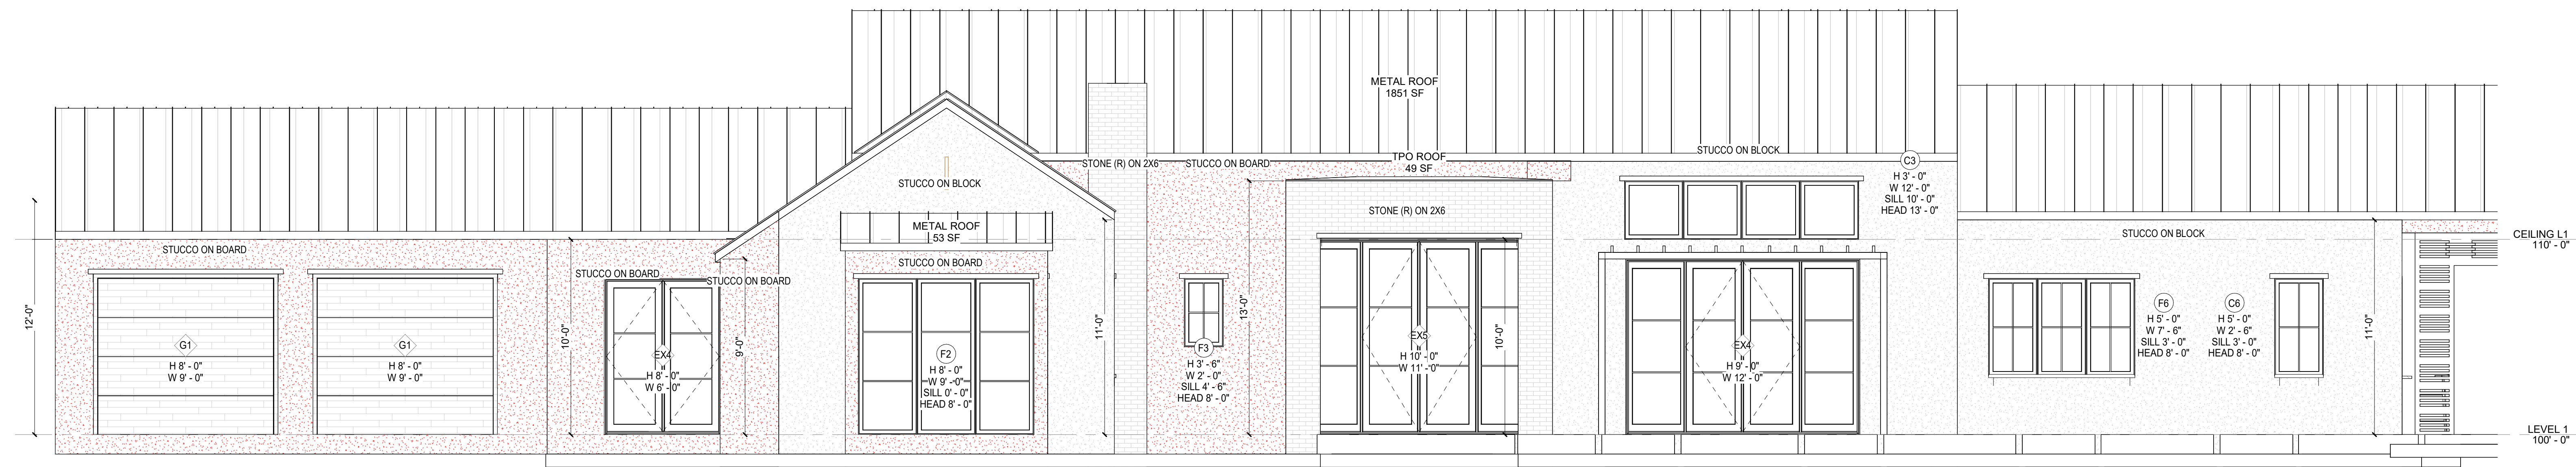 METAL ROOF
1851 SF
STONE (R) ON 2X6
STUCCO ON BOARD
TPO ROOF
49 SF
STUCCO ON BLOCK
C3
H 3' - 0"
W 12' - 0"
SILL 10' - 0"
HEAD 13' - 0"
STUCCO ON BLOCK
STONE (R) ON 2X6
METAL ROOF
53 SF
STUCCO ON BLOCK
CEILING L1
110' - 0"
STUCCO ON BOARD
STUCCO ON BOARD
STUCCO ON BOARD
STUCCO ON BOARD
12'-0"
G1
H 8' - 0"
W 9' - 0"
G1
H 8' - 0"
W 9' - 0"
10'-0"
EX4
H 8' - 0"
W 6' - 0"
9'-0"
F2
H 8' - 0"
W 9' - 0"
SILL 0' - 0"
HEAD 8' - 0"
11'-0"
F3
H 3' - 6"
W 2' - 0"
SILL 4' - 6"
HEAD 8' - 0"
13'-0"
EX5
H 10' - 0"
W 11' - 0"
10'-0"
EX4
H 9' - 0"
W 12' - 0"
F6
H 5' - 0"
W 7' - 6"
SILL 3' - 0"
HEAD 8' - 0"
C6
H 5' - 0"
W 2' - 6"
SILL 3' - 0"
HEAD 8' - 0"
11'-0"
LEVEL 1
100' - 0"